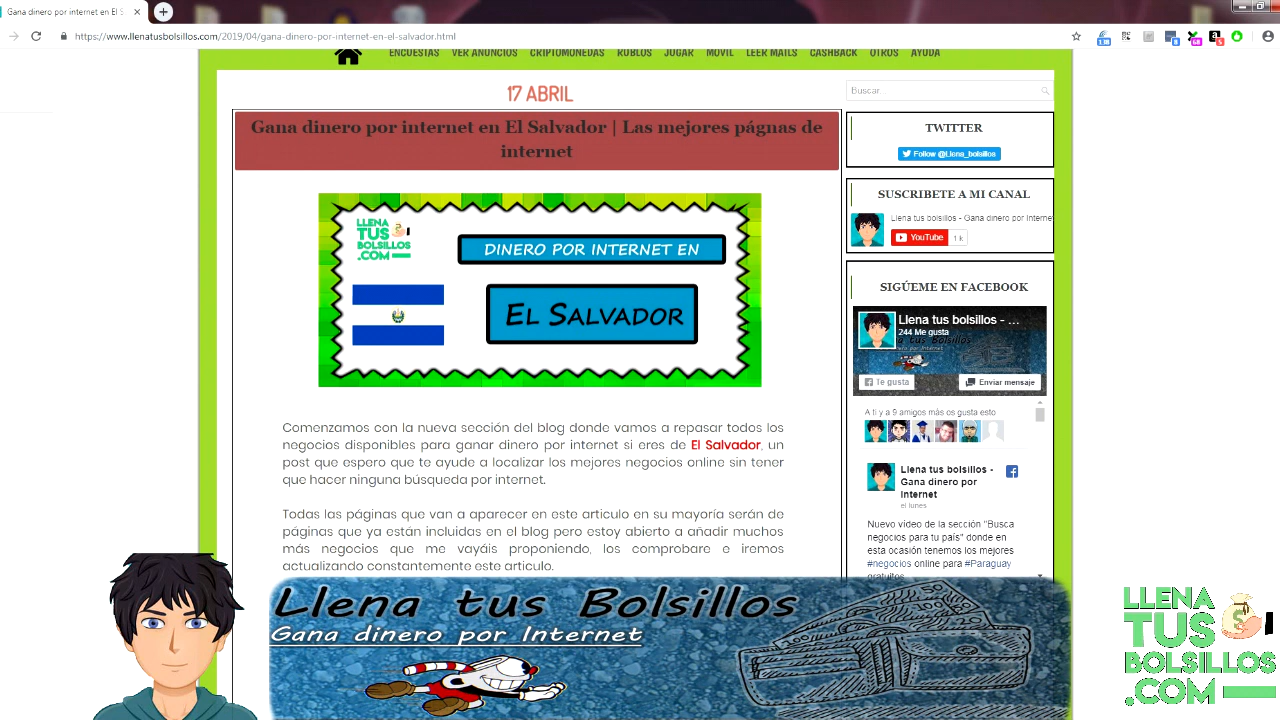 Gana dinero por internet en El S
https://www.llenatusbolsillos.com/2019/04/gana-dinero-por-internet-en-el-salvador.html
ENCUESTAS VER ANUNCIOS CRIPTOMONEDAS RUBLOS JUGAR MOVIL LEER MAILS CASHBACK OTROS AYUDA
17 ABRIL
Gana dinero por internet en El Salvador | Las mejores págnas de
internet
LLENA
TUS
BOLSILLOS
.COM
DINERO POR INTERNET EN
EL SALVADOR
Comenzamos con la nueva sección del blog donde vamos a repasar todos los
negocios disponibles para ganar dinero por internet si eres de El Salvador, un
post que espero que te ayude a localizar los mejores negocios online sin tener
que hacer ninguna búsqueda por internet.
Todas las páginas que van a aparecer en este articulo en su mayoría serán de
páginas que ya están incluidas en el blog pero estoy abierto a añadir muchos
más negocios que me vayáis proponiendo, los comprobare e iremos
actualizando constantemente este articulo.
Buscar...
TWITTER
Follow @Llena_bolsillos
SUSCRIBETE A MI CANAL
Llena tus bolsillos - Gana dinero por Interne
YouTube 1 k
SIGÚEME EN FACEBOOK
Llena tus bolsillos - ...
244 Me gusta
Te gusta
Enviar mensaje
A ti y a 9 amigos más os gusta esto
Llena tus bolsillos -
Gana dinero por
Internet
el lunes
Nuevo vídeo de la sección "Busca
negocios para tu país" donde en
esta ocasión tenemos los mejores
#negocios online para #Paraguay
gratuitos
Llena tus Bolsillos
Gana dinero por Internet
LLENA
TUS
BOLSILLOS
.COM